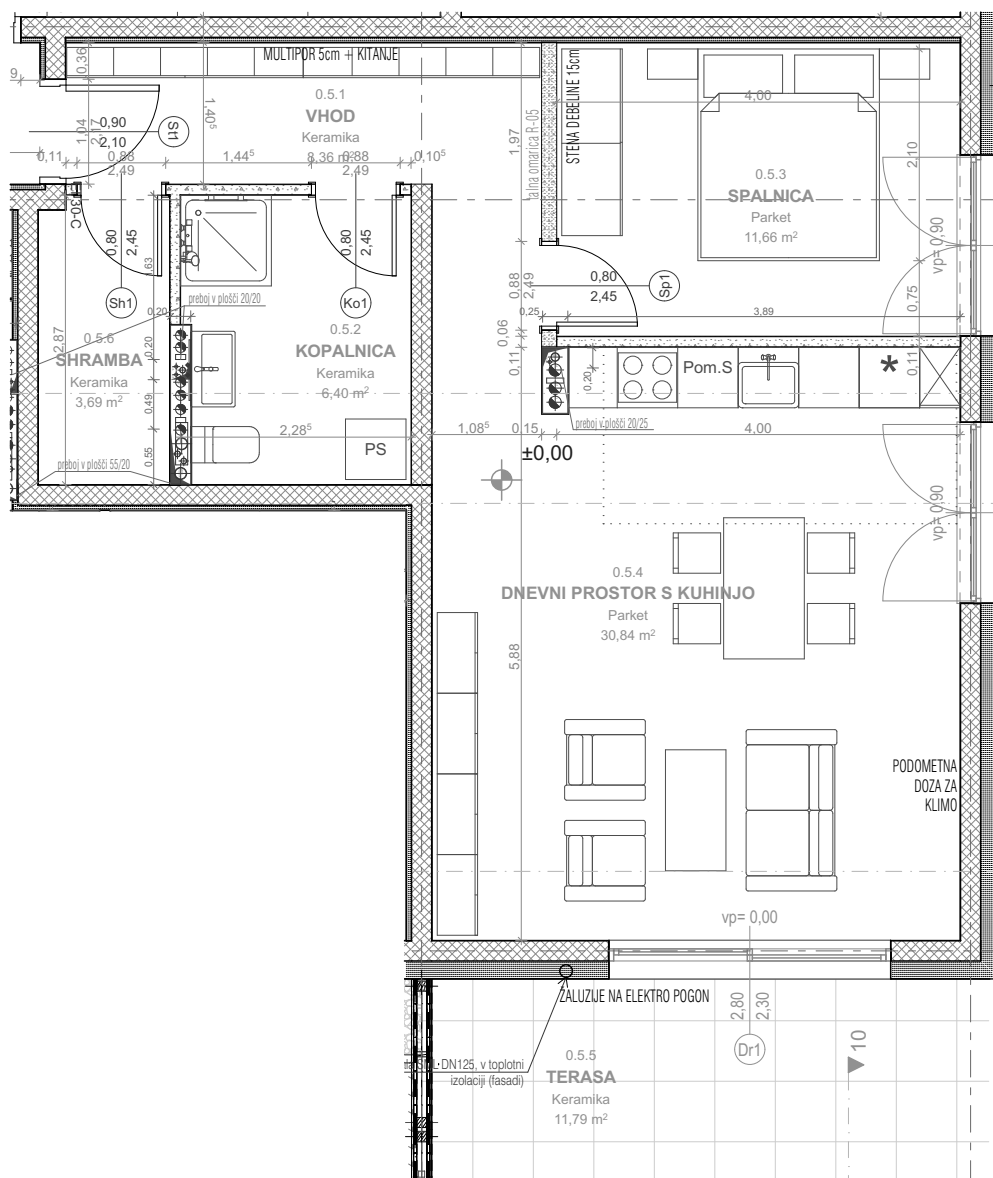 MULTIPOR 5cm + KITANJE
0.5.1
VHOD
Keramika
8,36 m²
0,36
1,04
2,17
0,90
2,10
St1
1,40⁵
0,11
0,88
2,49
1,44⁵
0,88
2,49
0,10⁵
1,97
talna omarica R-05
STENA DEBELINE 15cm
4,00
2,10
0.5.3
SPALNICA
Parket
11,66 m²
vp= 0,90
0,75
0,11
30-C
0,80
2,45
Sh1
0,80
2,45
Ko1
0,88
2,49
0,80
2,45
Sp1
0,25
3,89
0,06
0,11
0,63
preboj v plošči 20/20
0,20
2,87
0.5.6
SHRAMBA
Keramika
3,69 m²
0,20
0,49
0,55
preboj v plošči 55/20
0.5.2
KOPALNICA
Keramika
6,40 m²
2,28⁵
PS
1,08⁵
0,15
4,00
0,20
Pom.S
*
preboj v plošči 20/25
±0,00
vp= 0,90
0.5.4
DNEVNI PROSTOR S KUHINJO
Parket
30,84 m²
5,88
PODOMETNA
DOZA ZA
KLIMO
vp= 0,00
ŽALUZIJE NA ELEKTRO POGON
2,80
2,30
Dr1
10
DN125, v toplotni
izolaciji (fasadi)
0.5.5
TERASA
Keramika
11,79 m²